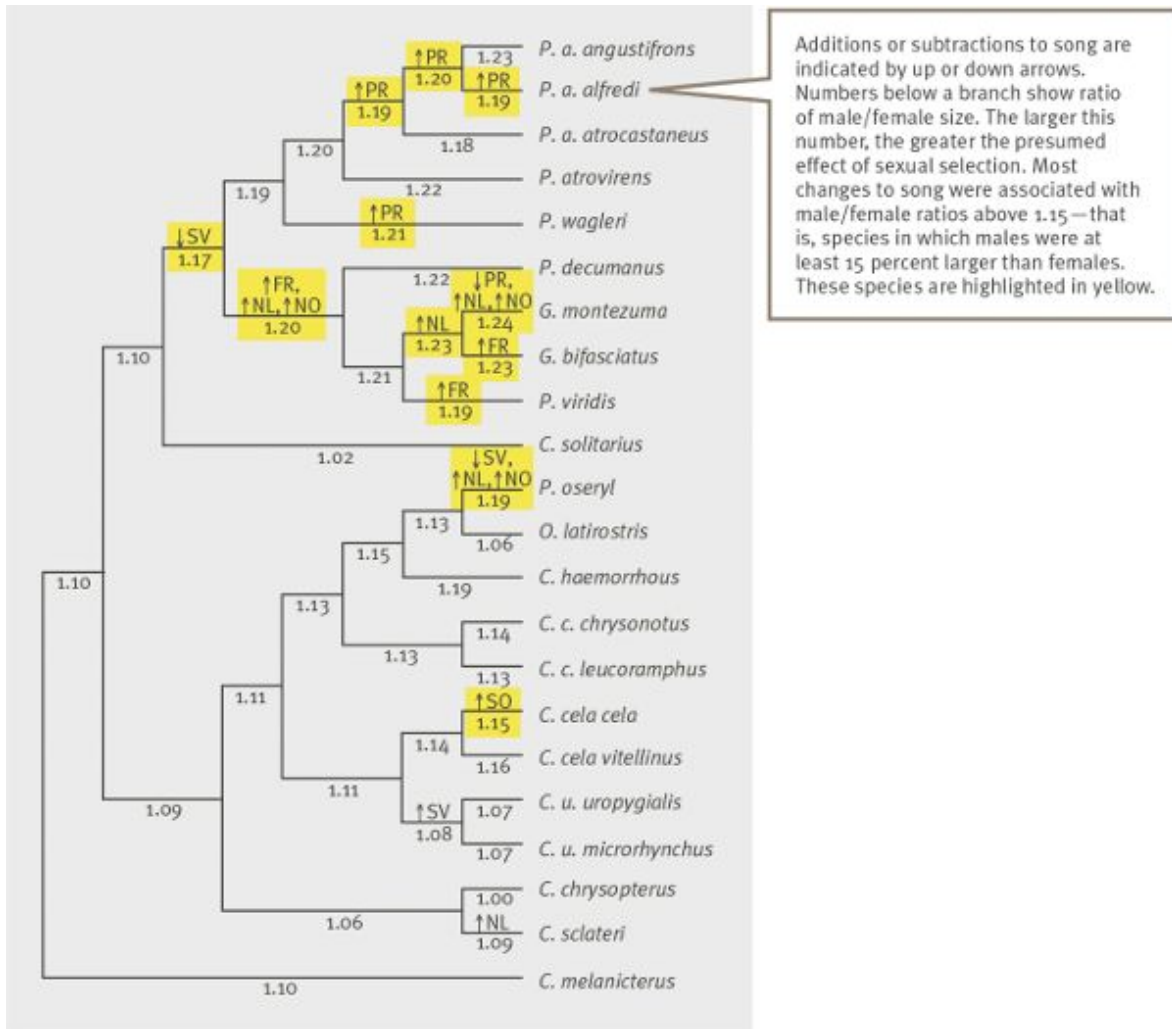 ↑PR
P. a. angustifrons
1.23
↑PR
1.20
↑PR
P. a. alfredi
↑PR
1.19
1.19
P. a. atrocastaneus
1.20
1.18
P. atrovirens
1.19
1.22
↑PR
P. wagleri
↓SV
1.21
1.17
P. decumanus
↑FR,
1.22
↓PR,
↑NL,↑NO
↑NL,↑NO
G. montezuma
1.20
↑NL
1.24
1.23
↑FR
G. bifasciatus
1.10
1.23
1.21
↑FR
P. viridis
1.19
C. solitarius
1.02
↓SV,
↑NL,↑NO
P. oseryl
1.19
1.13
O. latirostris
1.06
1.15
C. haemorrhous
1.10
1.19
1.13
C. c. chrysonotus
1.14
1.13
C. c. leucoramphus
1.13
1.11
↑SO
C. cela cela
1.15
1.14
C. cela vitellinus
1.16
1.11
C. u. uropygialis
1.09
↑SV
1.07
1.08
C. u. microrhynchus
1.07
C. chrysopterus
1.00
1.06
↑NL
C. sclateri
1.09
C. melanicterus
1.10
Additions or subtractions to song are
indicated by up or down arrows.
Numbers below a branch show ratio
of male/female size. The larger this
number, the greater the presumed
effect of sexual selection. Most
changes to song were associated with
male/female ratios above 1.15—that
is, species in which males were at
least 15 percent larger than females.
These species are highlighted in yellow.